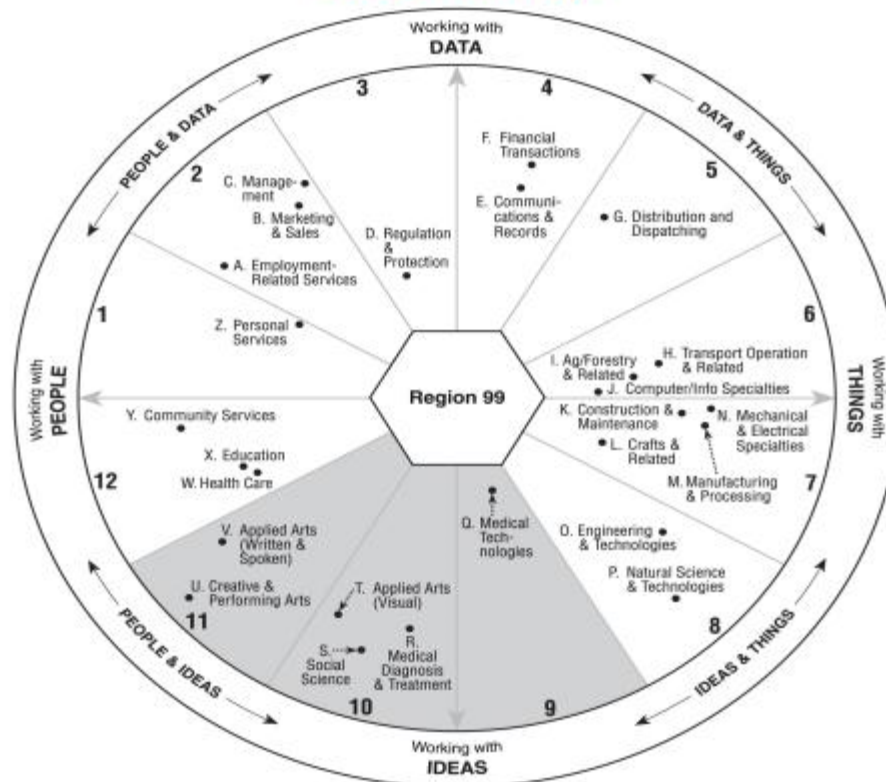 Working with
DATA
PEOPLE & DATA
DATA & THINGS
3
4
2
5
F. Financial
Transactions
C. Manage-
ment
B. Marketing
& Sales
E. Communi-
cations &
Records
G. Distribution and
Dispatching
D. Regulation
&
Protection
A. Employment-
Related Services
1
6
Z. Personal
Services
H. Transport Operation
& Related
I. Ag/Forestry
& Related
J. Computer/Info Specialties
Working with
PEOPLE
Region 99
Working with
THINGS
Y. Community Services
K. Construction &
Maintenance
N. Mechanical
& Electrical
Specialties
L. Crafts &
Related
X. Education
W. Health Care
12
7
M. Manufacturing
& Processing
V. Applied Arts
(Written &
Spoken)
Q. Medical
Tech-
nologies
O. Engineering
& Technologies
P. Natural Science
& Technologies
U. Creative &
Performing Arts
T. Applied Arts
(Visual)
11
8
S.
Social
Science
R.
Medical
Diagnosis
& Treatment
10
9
PEOPLE & IDEAS
IDEAS & THINGS
Working with
IDEAS